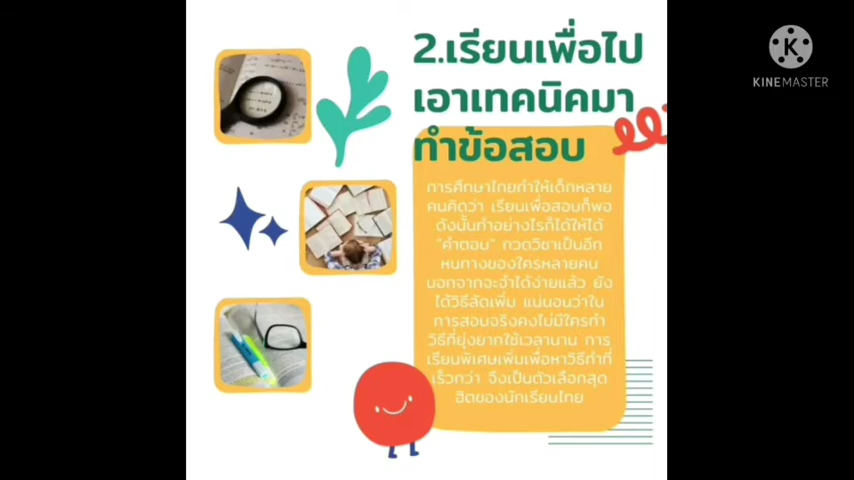 2.เรียนเพื่อไป
เอาเทคนิคมา
ทำข้อสอบ
การศึกษาไทยทำให้เด็กหลาย
คนคิดว่า เรียนเพื่อสอบก็พอ
ดังนั้นทำอย่างไรก็ได้ให้ได้
"คำตอบ" กวดวิชาเป็นอีก
หนทางของใครหลายคน
นอกจากจะจำได้ง่ายแล้ว ยัง
ได้วิธีลัดเพิ่ม แน่นอนว่าใน
การสอบจริงคงไม่มีใครทำ
วิธีที่ยุ่งยากใช้เวลานาน การ
เรียนพิเศษเพิ่มเพื่อหาวิธีทำที่
เร็วกว่า จึงเป็นตัวเลือกสุด
ฮิตของนักเรียนไทย
KINEMASTER